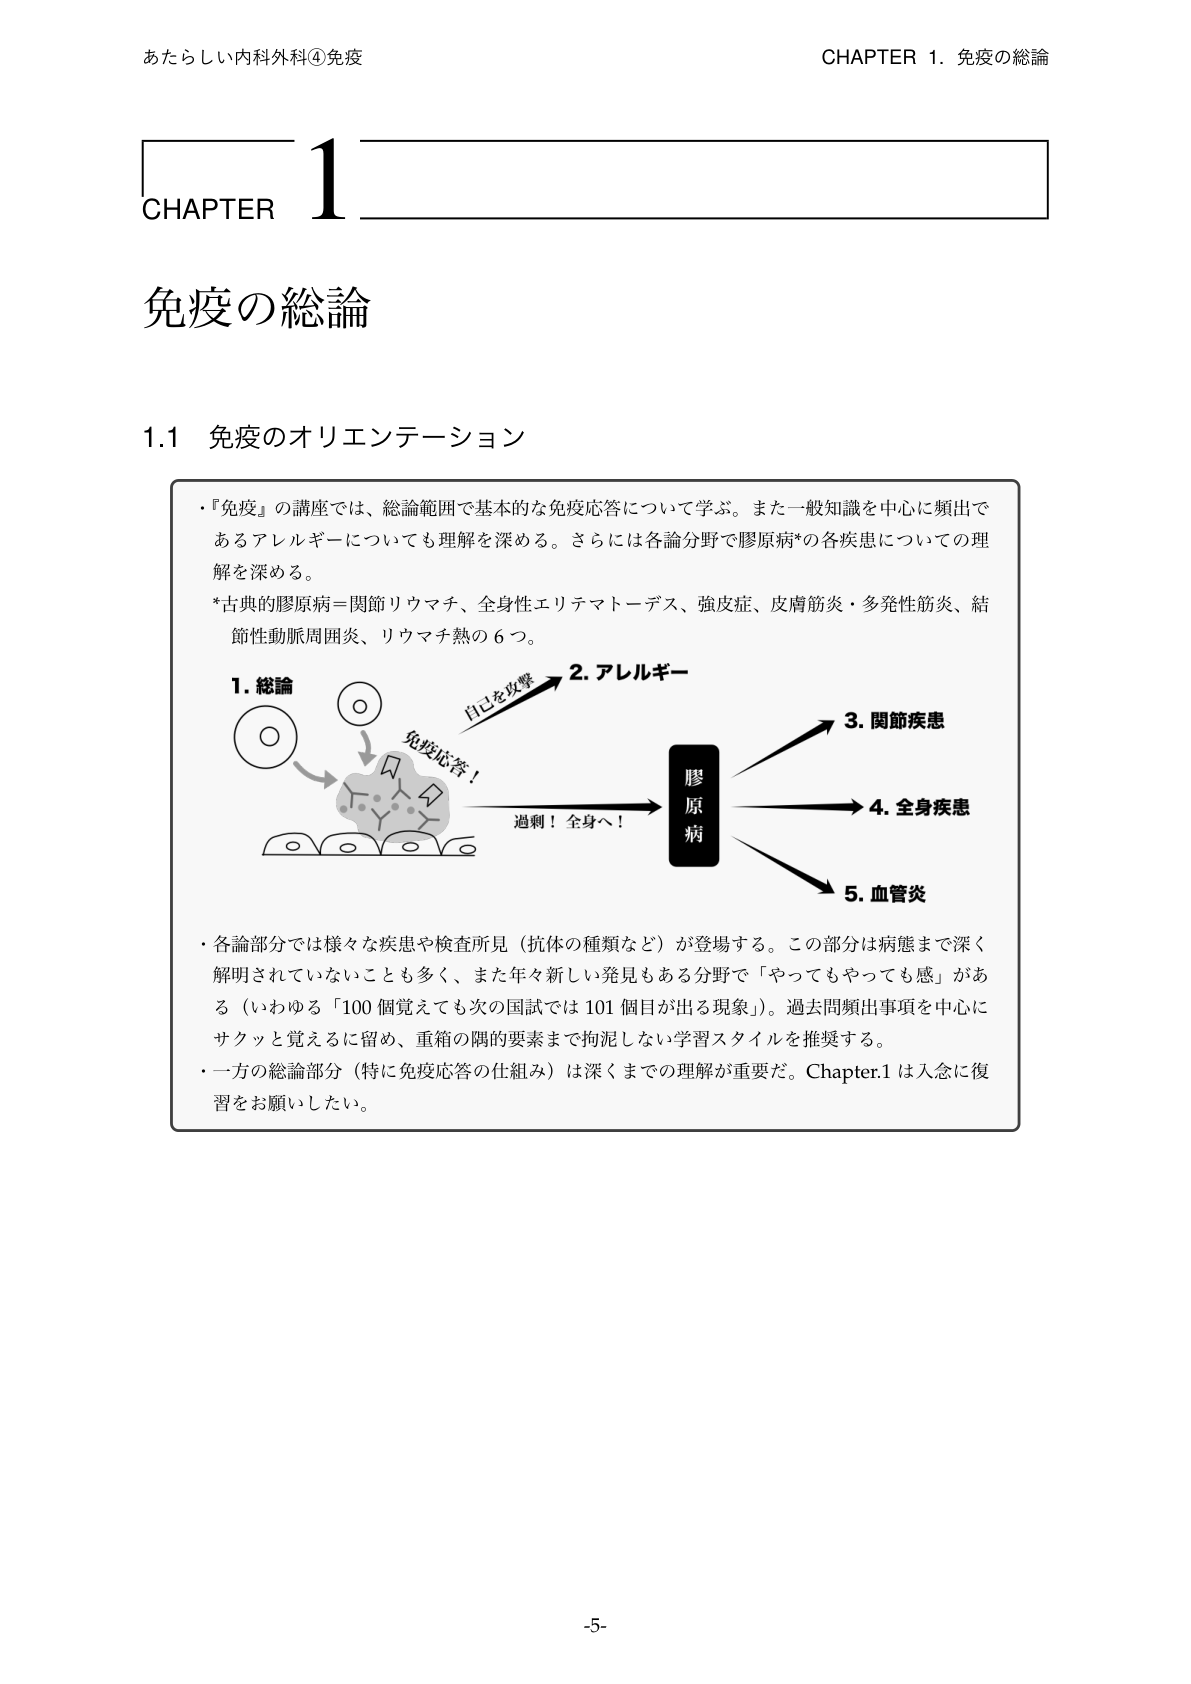 あたらしい内科外科④免疫
CHAPTER 1. 免疫の総論
CHAPTER 1
免疫の総論
1.1 免疫のオリエンテーション
・『免疫』の講座では、総論範囲で基本的な免疫応答について学ぶ。また一般知識を中心に頻出で
あるアレルギーについても理解を深める。さらには各論分野で膠原病*の各疾患についての理
解を深める。
*古典的膠原病＝関節リウマチ、全身性エリテマトーデス、強皮症、皮膚筋炎・多発性筋炎、結
節性動脈周囲炎、リウマチ熱の 6 つ。
1. 総論
免疫応答！
自己を攻撃
2. アレルギー
過剰！全身へ！
膠原病
3. 関節疾患
4. 全身疾患
5. 血管炎
・各論部分では様々な疾患や検査所見（抗体の種類など）が登場する。この部分は病態まで深く
解明されていないことも多く、また年々新しい発見もある分野で「やってもやっても感」があ
る（いわゆる「100 個覚えても次の国試では 101 個目が出る現象」）。過去問頻出事項を中心に
サクッと覚えるに留め、重箱の隅的要素まで拘泥しない学習スタイルを推奨する。
・一方の総論部分（特に免疫応答の仕組み）は深くまでの理解が重要だ。Chapter.1 は入念に復
習をお願いしたい。
-5-